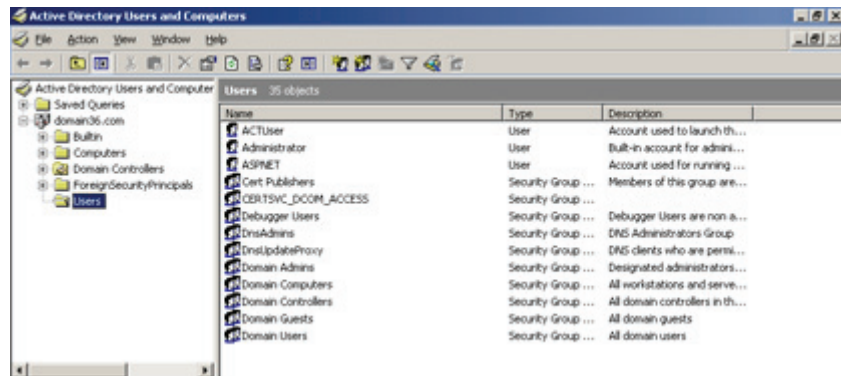 Active Directory Users and Computers
File Action View Window Help
Active Directory Users and Computer
Saved Queries
domain36.com
Builtin
Computers
Domain Controllers
ForeignSecurityPrincipals
Users
Users 35 objects
Name Type Description
ACTUser User Account used to launch th...
Administrator User Built-in account for admini...
ASPNET User Account used for running ...
Cert Publishers Security Group ... Members of this group are...
CERTSVC_DCOM_ACCESS Security Group ...
Debugger Users Security Group ... Debugger Users are non a...
DnsAdmins Security Group ... DNS Administrators Group
DnsUpdateProxy Security Group ... DNS clients who are permi...
Domain Admins Security Group ... Designated administrators...
Domain Computers Security Group ... All workstations and serve...
Domain Controllers Security Group ... All domain controllers in th...
Domain Guests Security Group ... All domain guests
Domain Users Security Group ... All domain users